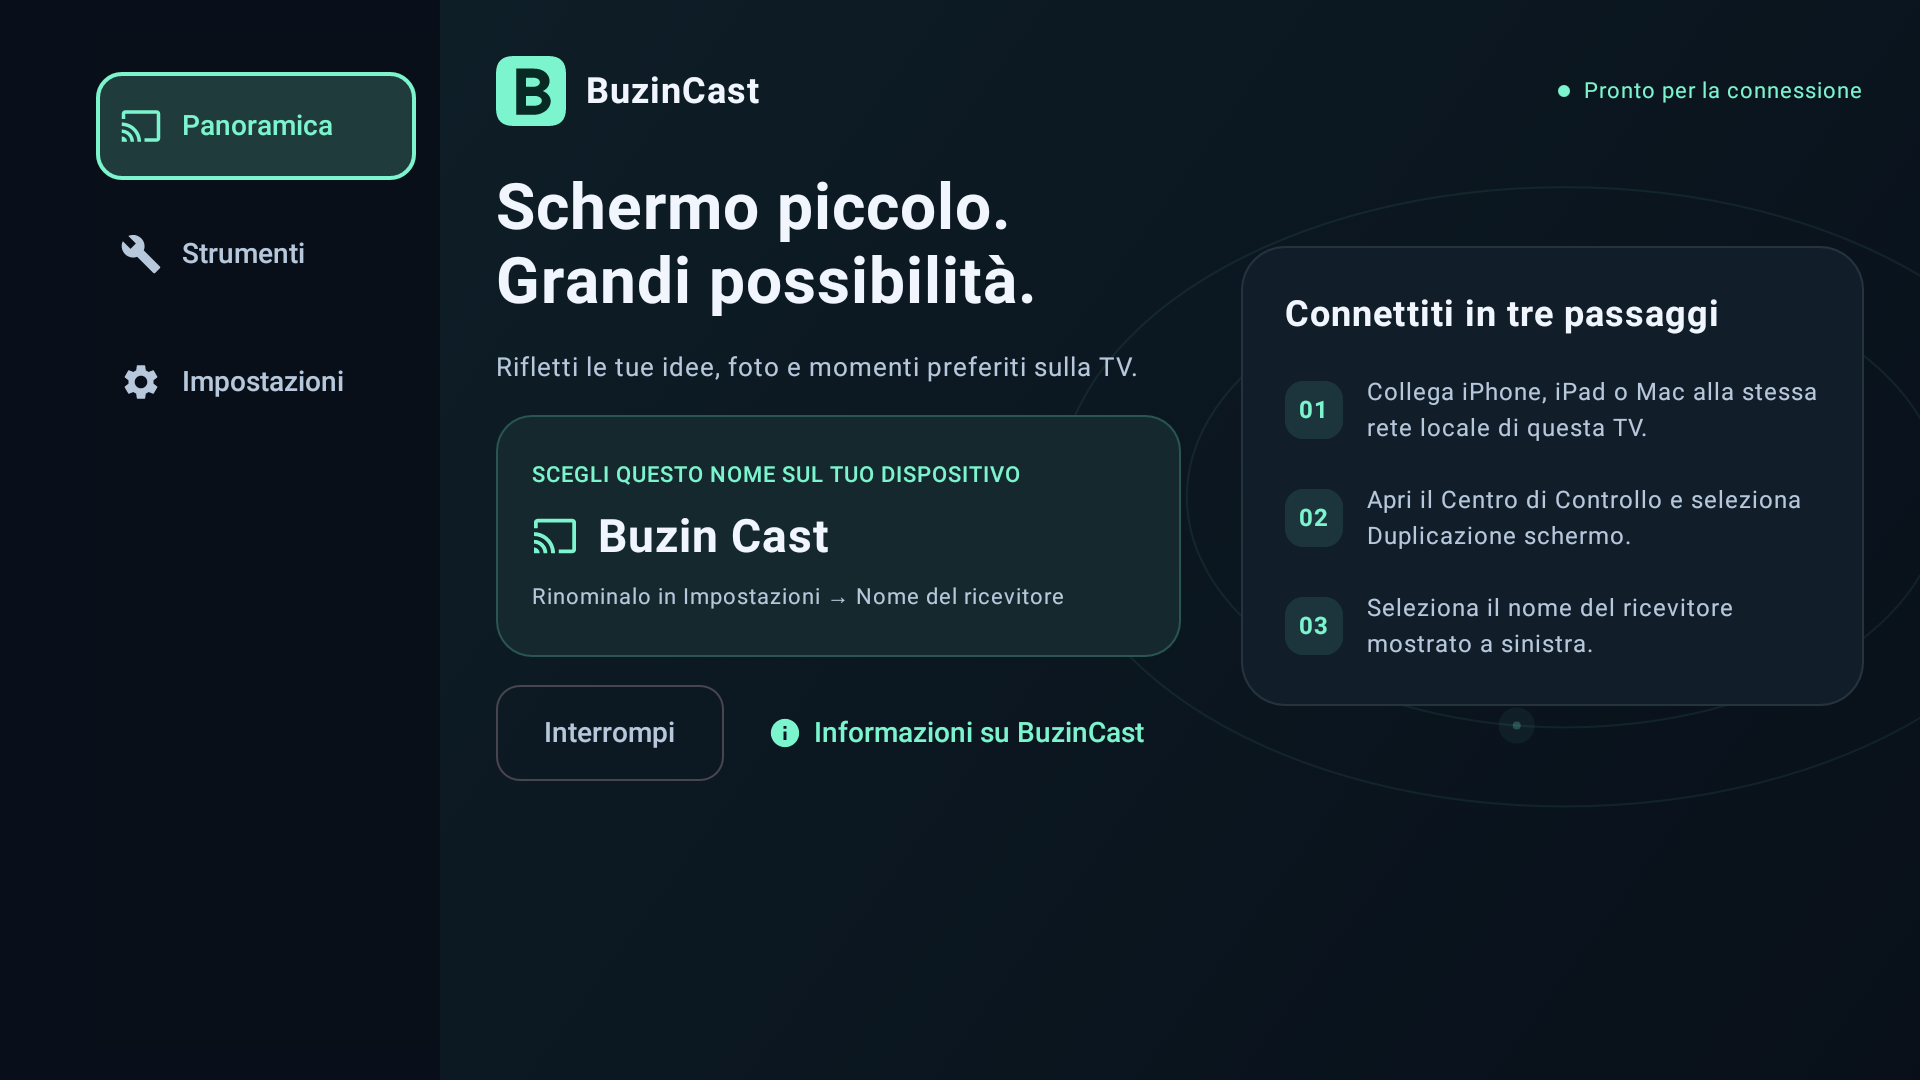 Panoramica
Strumenti
Impostazioni
B BuzinCast
Pronto per la connessione
Schermo piccolo.
Grandi possibilità.
Rifletti le tue idee, foto e momenti preferiti sulla TV.
SCEGLI QUESTO NOME SUL TUO DISPOSITIVO
Buzin Cast
Rinominalo in Impostazioni → Nome del ricevitore
Interrompi
Informazioni su BuzinCast
Connettiti in tre passaggi
01
Collega iPhone, iPad o Mac alla stessa
rete locale di questa TV.
02
Apri il Centro di Controllo e seleziona
Duplicazione schermo.
03
Seleziona il nome del ricevitore
mostrato a sinistra.